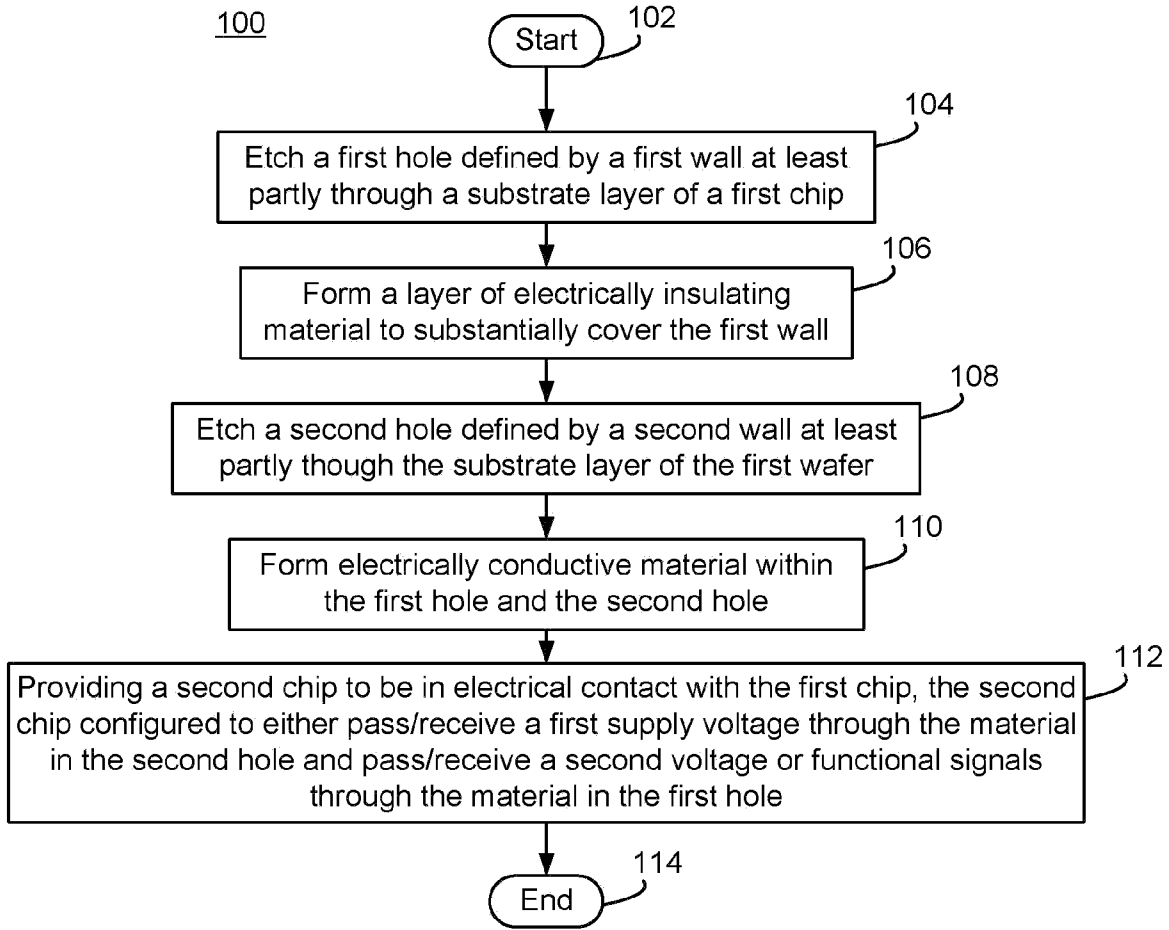 100
Start
102
104
Etch a first hole defined by a first wall at least
partly through a substrate layer of a first chip
106
Form a layer of electrically insulating
material to substantially cover the first wall
108
Etch a second hole defined by a second wall at least
partly though the substrate layer of the first wafer
110
Form electrically conductive material within
the first hole and the second hole
112
Providing a second chip to be in electrical contact with the first chip, the second
chip configured to either pass/receive a first supply voltage through the material
in the second hole and pass/receive a second voltage or functional signals
through the material in the first hole
End
114